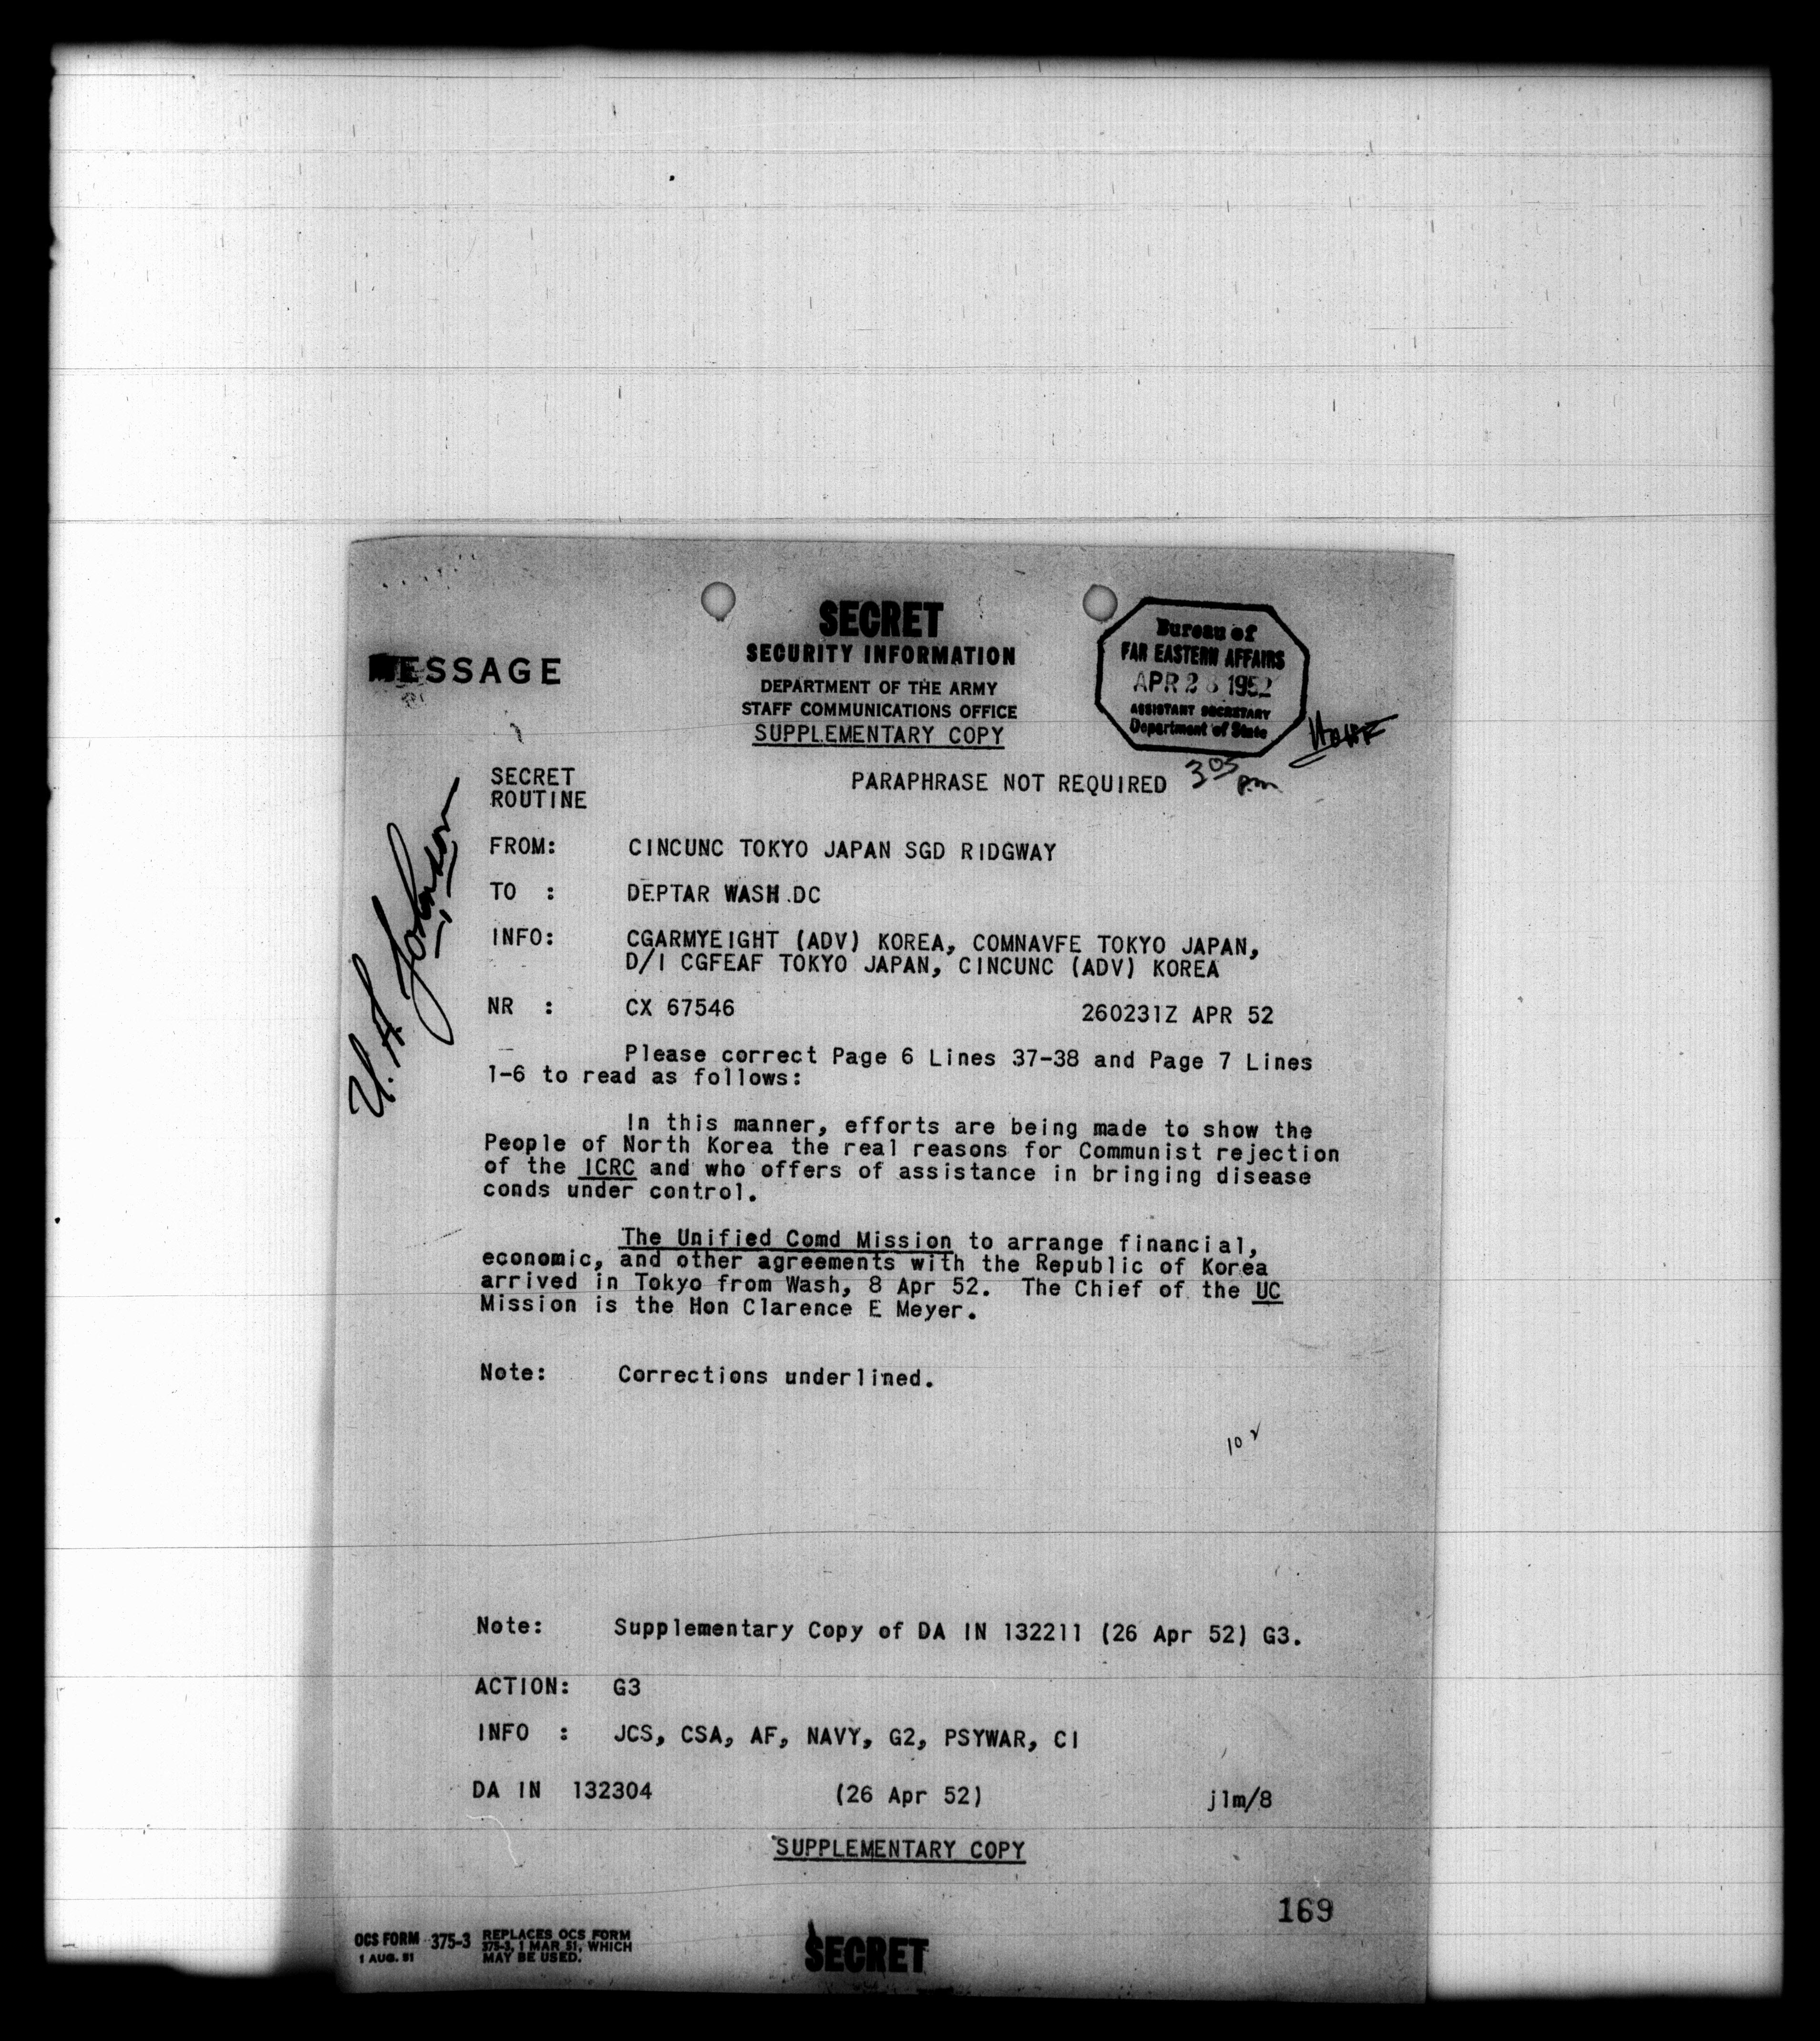 SECRET
SECURITY INFORMATION
MESSAGE
DEPARTMENT OF THE ARMY
STAFF COMMUNICATIONS OFFICE
SUPPLEMENTARY COPY
Bureau of
FAR EASTERN AFFAIRS
APR 2 1952
ASSISTANT SECRETARY
Department of State
SECRET
ROUTINE
PARAPHRASE NOT REQUIRED
3 05 pm
U. A. Johnson
FROM: CINCUNC TOKYO JAPAN SGD RIDGWAY
TO : DEPTAR WASH DC
INFO: CGARMYEIGHT (ADV) KOREA, COMNAVFE TOKYO JAPAN,
D/I CGFEAF TOKYO JAPAN, CINCUNC (ADV) KOREA
NR : CX 67546 260231Z APR 52
Please correct Page 6 Lines 37-38 and Page 7 Lines
1-6 to read as follows:
In this manner, efforts are being made to show the
People of North Korea the real reasons for Communist rejection
of the ICRC and who offers of assistance in bringing disease
conds under control.
The Unified Comd Mission to arrange financial,
economic, and other agreements with the Republic of Korea
arrived in Tokyo from Wash, 8 Apr 52. The Chief of the UC
Mission is the Hon Clarence E Meyer.
Note: Corrections underlined.
10
Note: Supplementary Copy of DA IN 132211 (26 Apr 52) G3.
ACTION: G3
INFO : JCS, CSA, AF, NAVY, G2, PSYWAR, CI
DA IN 132304 (26 Apr 52) jlm/8
SUPPLEMENTARY COPY
169
OCS FORM 375-3 REPLACES OCS FORM
1 AUG. 51 375-3, 1 MAR 51, WHICH
MAY BE USED.
SECRET